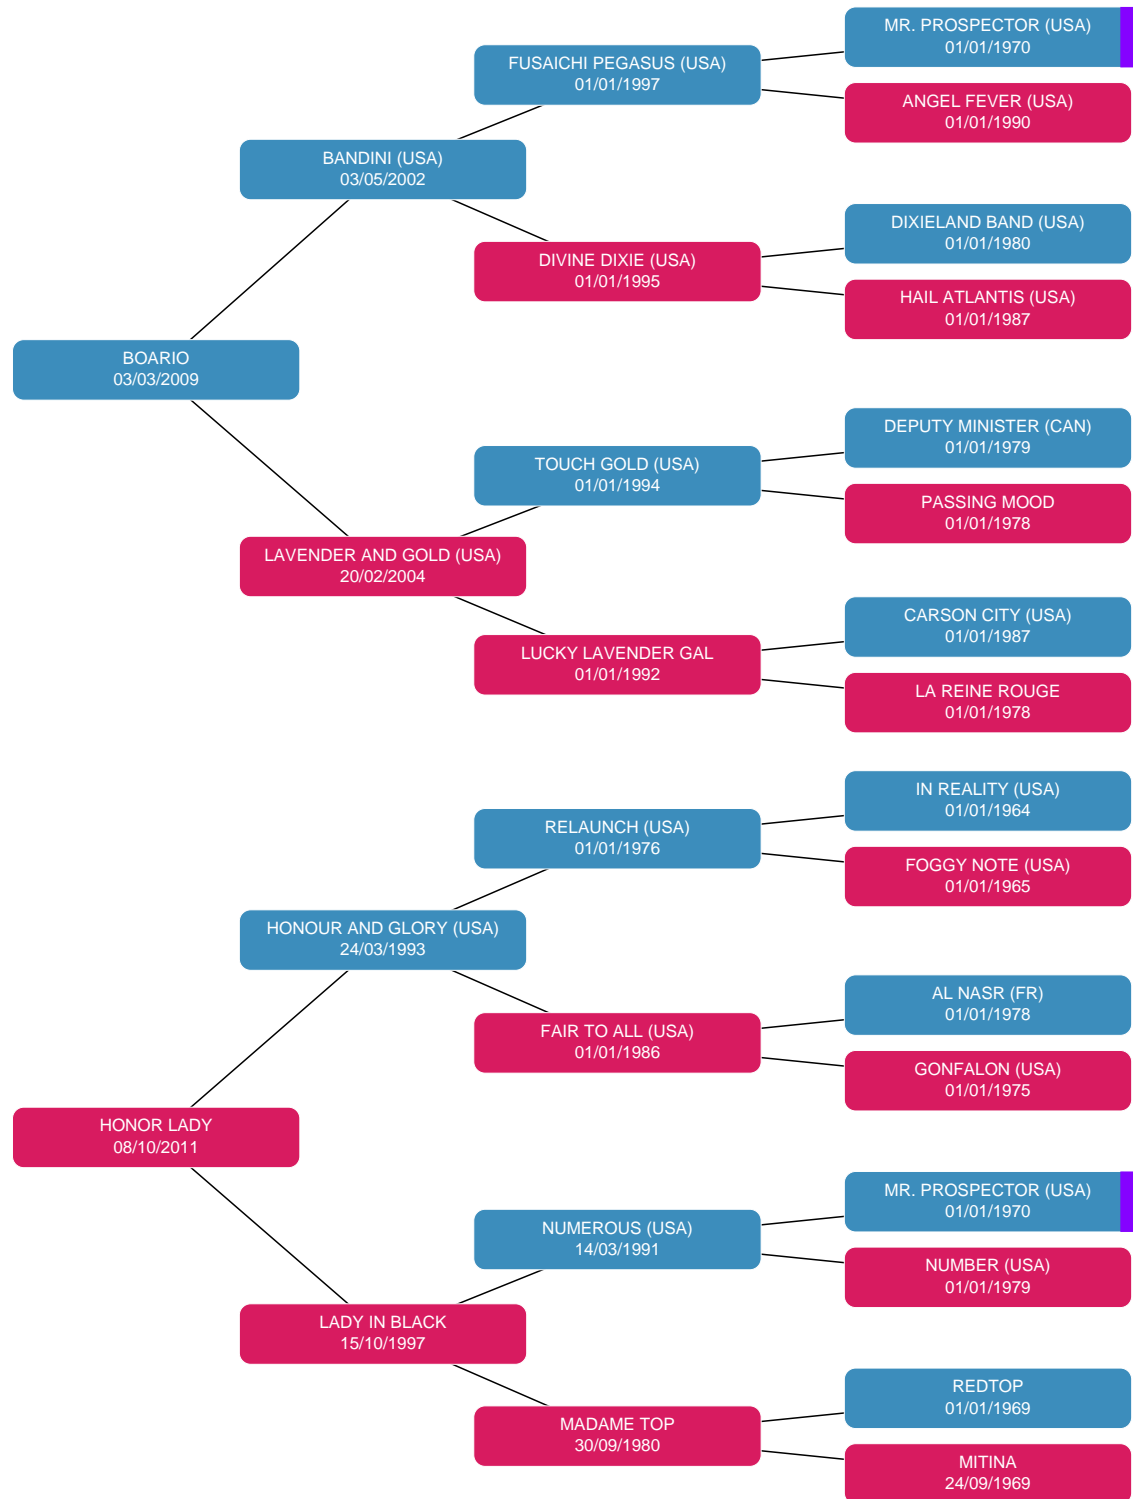 MR. PROSPECTOR (USA)
01/01/1970
FUSAICHI PEGASUS (USA)
01/01/1997
ANGEL FEVER (USA)
01/01/1990
BANDINI (USA)
03/05/2002
DIXIELAND BAND (USA)
01/01/1980
DIVINE DIXIE (USA)
01/01/1995
HAIL ATLANTIS (USA)
01/01/1987
BOARIO
03/03/2009
DEPUTY MINISTER (CAN)
01/01/1979
TOUCH GOLD (USA)
01/01/1994
PASSING MOOD
01/01/1978
LAVENDER AND GOLD (USA)
20/02/2004
CARSON CITY (USA)
01/01/1987
LUCKY LAVENDER GAL
01/01/1992
LA REINE ROUGE
01/01/1978
IN REALITY (USA)
01/01/1964
RELAUNCH (USA)
01/01/1976
FOGGY NOTE (USA)
01/01/1965
HONOUR AND GLORY (USA)
24/03/1993
AL NASR (FR)
01/01/1978
FAIR TO ALL (USA)
01/01/1986
GONFALON (USA)
01/01/1975
HONOR LADY
08/10/2011
MR. PROSPECTOR (USA)
01/01/1970
NUMEROUS (USA)
14/03/1991
NUMBER (USA)
01/01/1979
LADY IN BLACK
15/10/1997
REDTOP
01/01/1969
MADAME TOP
30/09/1980
MITINA
24/09/1969